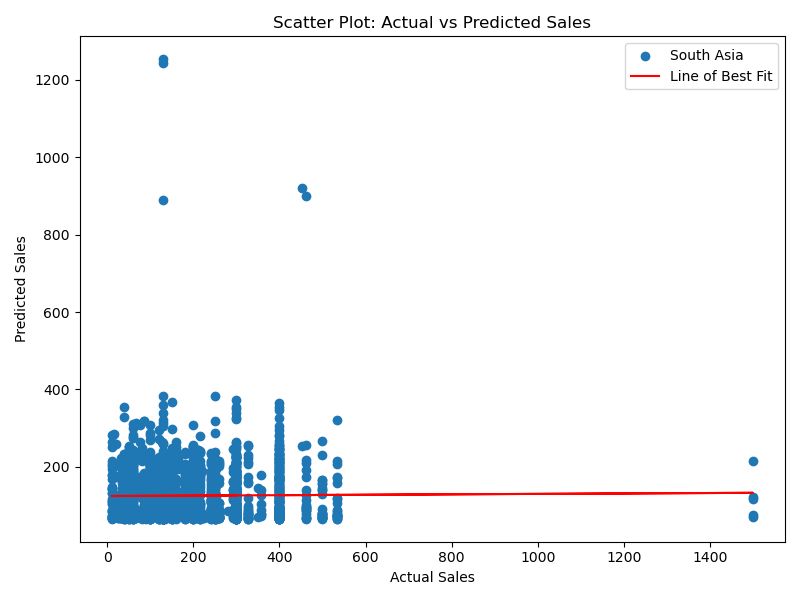 Scatter Plot: Actual vs Predicted Sales
South Asia
Line of Best Fit
1200
1000
800
600
400
200
Predicted Sales
0 200 400 600 800 1000 1200 1400
Actual Sales